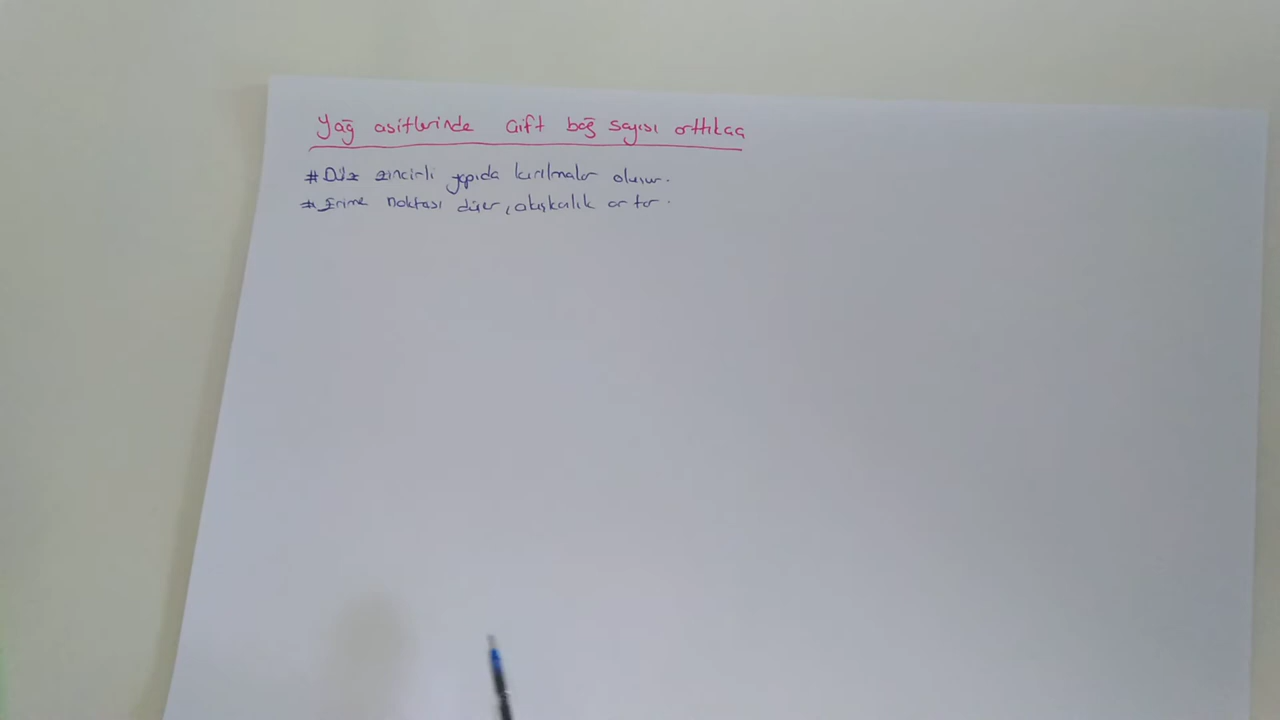 Yağ asitlerinde çift bağ sayısı arttıkça
# Düz zincirli yapıda kırılmalar oluşur.
* Erime noktası düşer, akışkanlık artar.